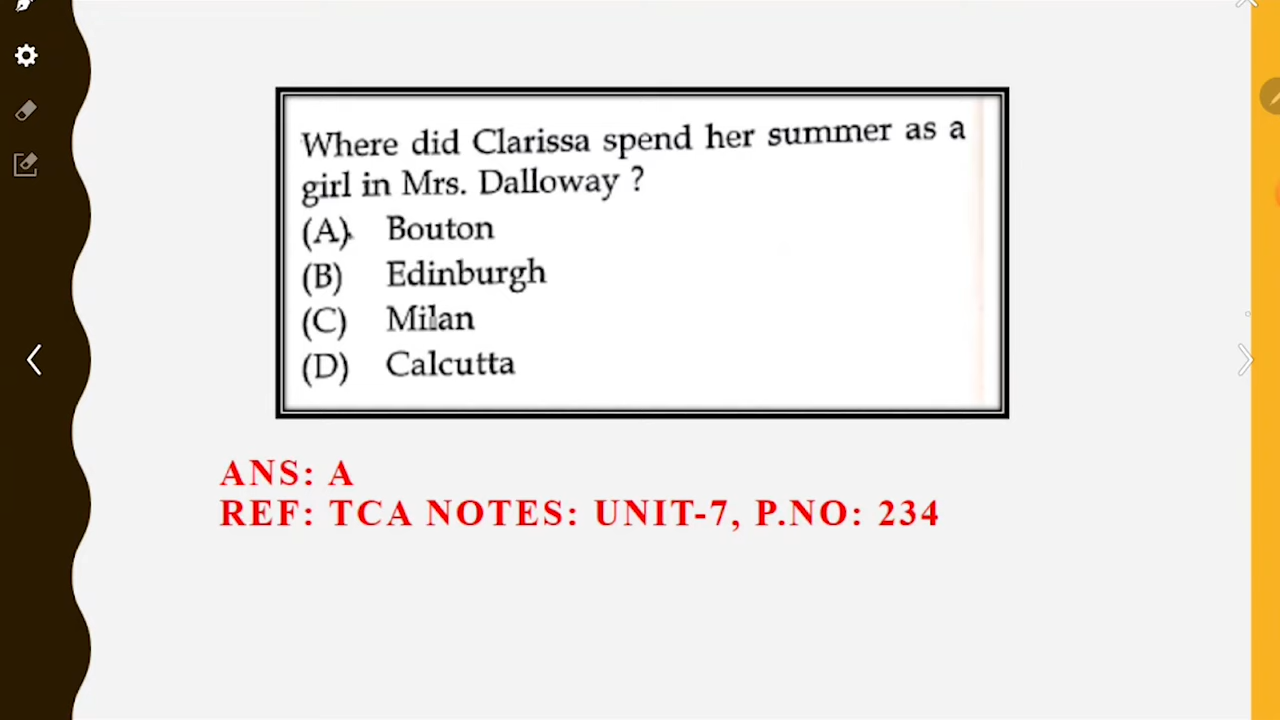 Where did Clarissa spend her summer as a
girl in Mrs. Dalloway ?
(A) Bouton
(B) Edinburgh
(C) Milan
(D) Calcutta
ANS: A
REF: TCA NOTES: UNIT-7, P.NO: 234